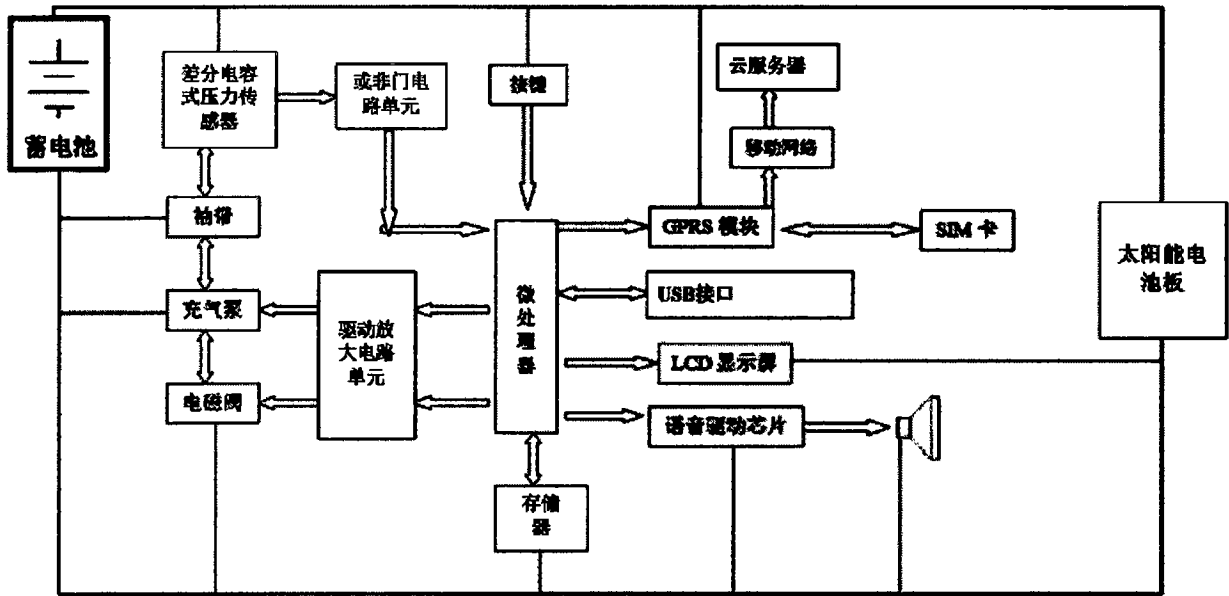 蓄电池
差分电容
式压力传
感器
或非门电
路单元
按键
云服务器
移动网络
袖带
GPRS 模块
SIM 卡
太阳能电
池板
充气泵
驱动放
大电路
单元
微
处
理
器
USB接口
LCD 显示屏
电磁阀
语音驱动芯片
存储
器